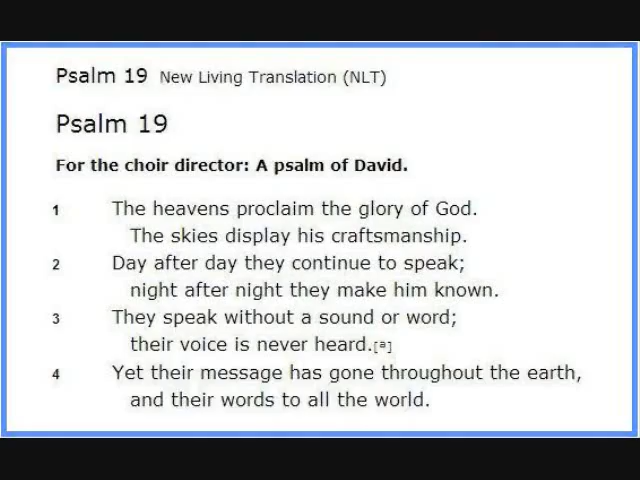 Psalm 19 New Living Translation (NLT)
Psalm 19
For the choir director: A psalm of David.
1 The heavens proclaim the glory of God.
The skies display his craftsmanship.
2 Day after day they continue to speak;
night after night they make him known.
3 They speak without a sound or word;
their voice is never heard.[a]
4 Yet their message has gone throughout the earth,
and their words to all the world.